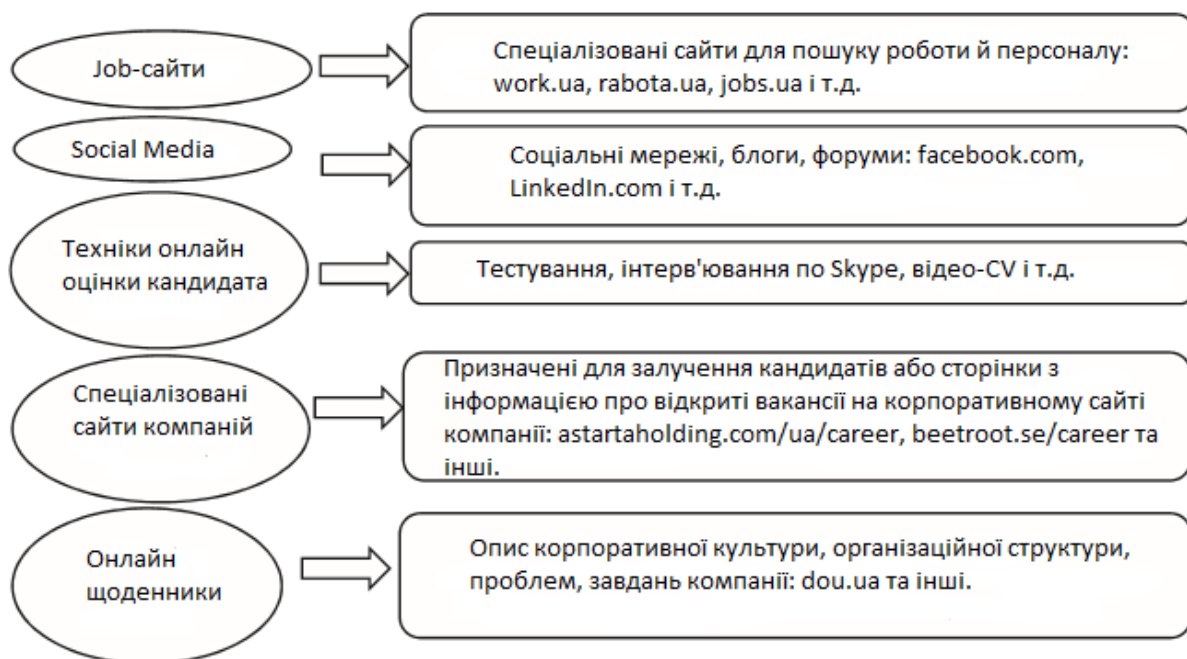 Job-сайти
Спеціалізовані сайти для пошуку роботи й персоналу:
work.ua, rabota.ua, jobs.ua і т.д.
Social Media
Соціальні мережі, блоги, форуми: facebook.com,
LinkedIn.com і т.д.
Техніки онлайн
оцінки кандидата
Тестування, інтерв'ювання по Skype, відео-CV і т.д.
Спеціалізовані
сайти компаній
Призначені для залучення кандидатів або сторінки з
інформацією про відкриті вакансії на корпоративному сайті
компанії: astartaholding.com/ua/career, beetroot.se/career та
інші.
Онлайн
щоденники
Опис корпоративної культури, організаційної структури,
проблем, завдань компанії: dou.ua та інші.